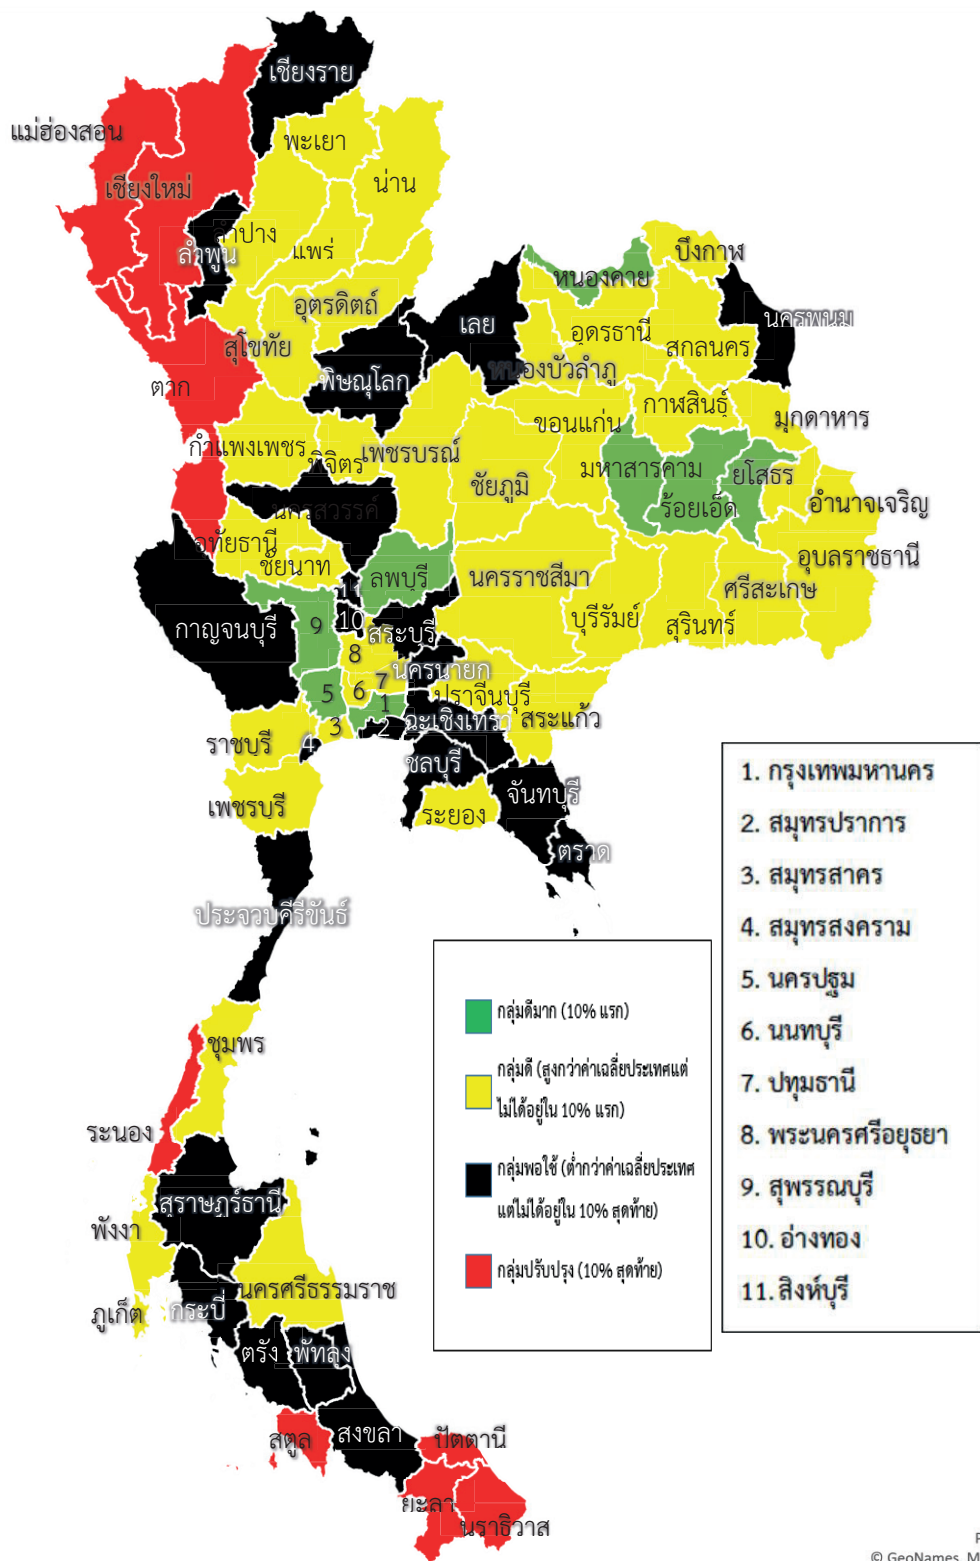 เชียงราย
แม่ฮ่องสอน
พะเยา
น่าน
เชียงใหม่
ลำปาง
ลำพูน
แพร่
บึงกาฬ
หนองคาย
อุตรดิตถ์
นครพนม
เลย
อุดรธานี
สกลนคร
สุโขทัย
หนองบัวลำภู
พิษณุโลก
ตาก
กาฬสินธุ์
มุกดาหาร
ขอนแก่น
กำแพงเพชร
พิจิตร
เพชรบรณ์
มหาสารคาม
ยโสธร
ชัยภูมิ
อำนาจเจริญ
นครสวรรค์
ร้อยเอ็ด
อุทัยธานี
ชัยนาท
อุบลราชธานี
ลพบุรี
นครราชสีมา
ศรีสะเกษ
11
10
บุรีรัมย์
สุรินทร์
กาญจนบุรี
9
สระบุรี
8
นครนายก
7
6
5
ปราจีนบุรี
1
2
3
4
ฉะเชิงเทรา
สระแก้ว
ราชบุรี
ชลบุรี
จันทบุรี
เพชรบุรี
ระยอง
ตราด
ประจวบคีรีขันธ์
ชุมพร
ระนอง
สุราษฎร์ธานี
พังงา
นครศรีธรรมราช
ภูเก็ต
กระบี่
ตรัง
พัทลุง
สงขลา
สตูล
ปัตตานี
ยะลา
นราธิวาส
กลุ่มดีมาก (10% แรก)
กลุ่มดี (สูงกว่าค่าเฉลี่ยประเทศแต่
ไม่ได้อยู่ใน 10% แรก)
กลุ่มพอใช้ (ต่ำกว่าค่าเฉลี่ยประเทศ
แต่ไม่ได้อยู่ใน 10% สุดท้าย)
กลุ่มปรับปรุง (10% สุดท้าย)
1. กรุงเทพมหานคร
2. สมุทรปราการ
3. สมุทรสาคร
4. สมุทรสงคราม
5. นครปฐม
6. นนทบุรี
7. ปทุมธานี
8. พระนครศรีอยุธยา
9. สุพรรณบุรี
10. อ่างทอง
11. สิงห์บุรี
© GeoNames, M